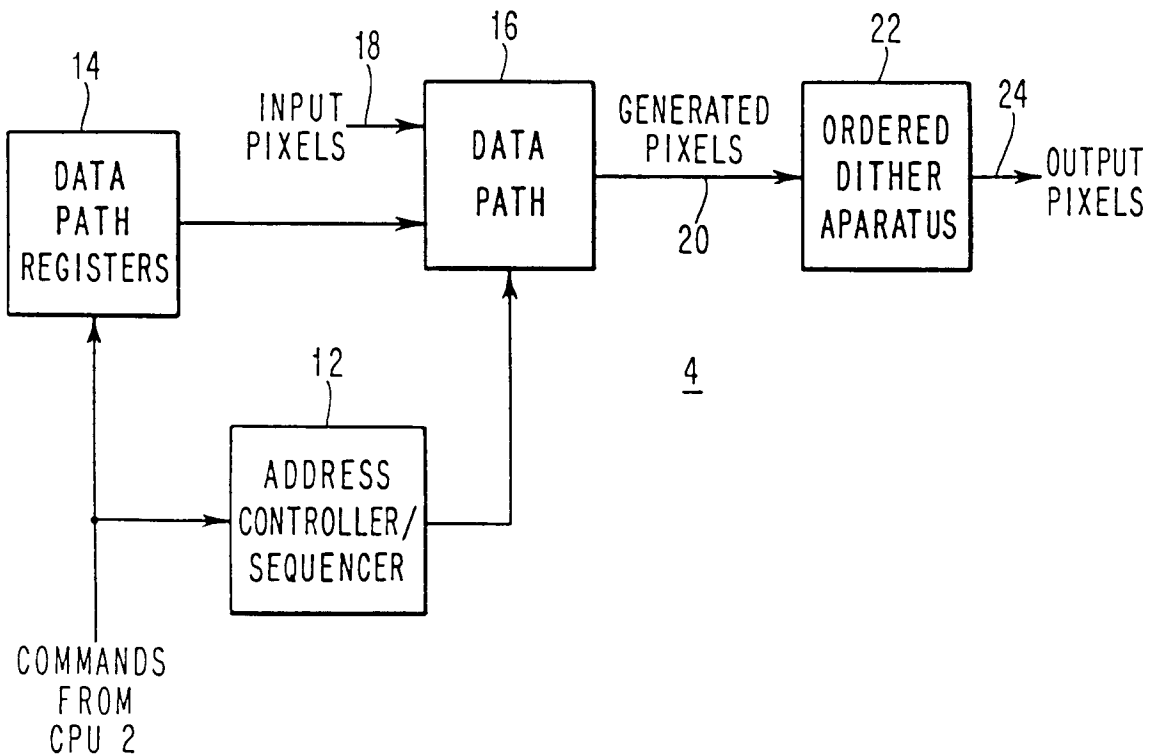 14
DATA
PATH
REGISTERS
18
INPUT
PIXELS
16
DATA
PATH
GENERATED
PIXELS
20
22
ORDERED
DITHER
APARATUS
24
OUTPUT
PIXELS
12
ADDRESS
CONTROLLER/
SEQUENCER
4
COMMANDS
FROM
CPU 2